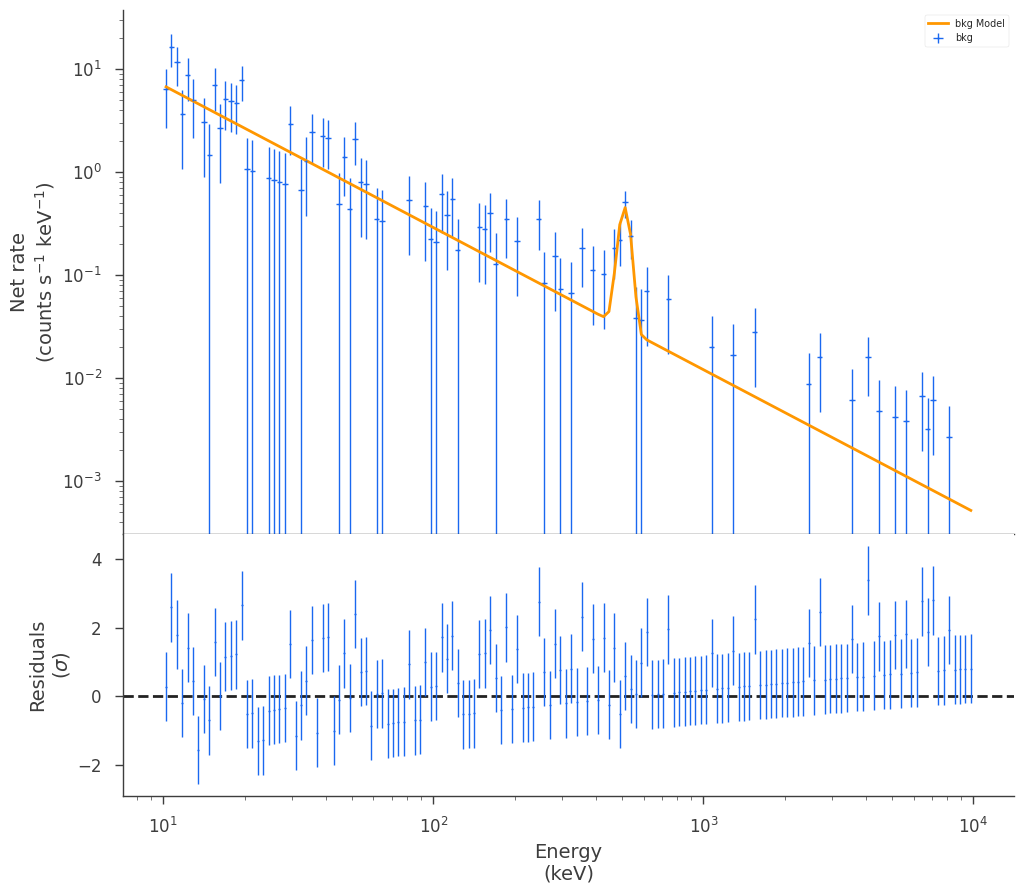 bkg Model
bkg
Net rate
(counts s⁻¹ keV⁻¹)
10¹
10⁰
10⁻¹
10⁻²
10⁻³
Residuals
(σ)
4
2
0
−2
10¹ 10² 10³ 10⁴
Energy
(keV)